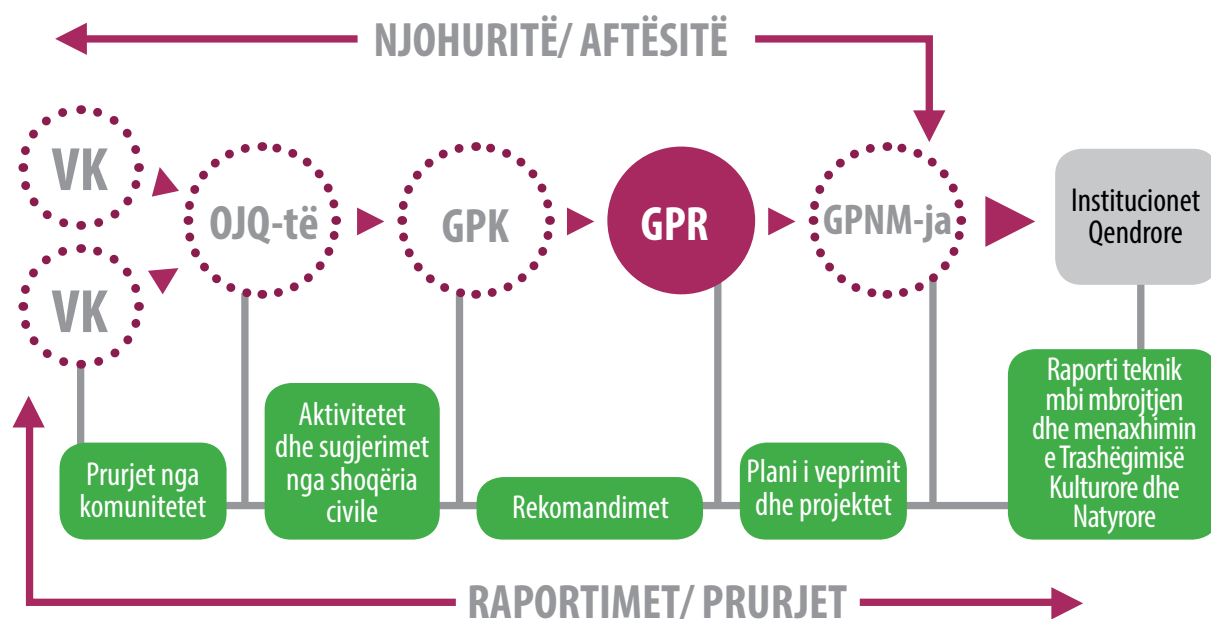 NJOHURITË/ AFTËSITË
VK
VK
OJQ-të
GPK
GPR
GPNM-ja
Institucionet
Qendrore
Prurjet nga
komunitetet
Aktivitetet
dhe sugjerimet
nga shoqëria
civile
Rekomandimet
Plani i veprimit
dhe projektet
Raporti teknik
mbi mbrojtjen
dhe menaxhimin
e Trashëgimisë
Kulturore dhe
Natyrore
RAPORTIMET/ PRURJET